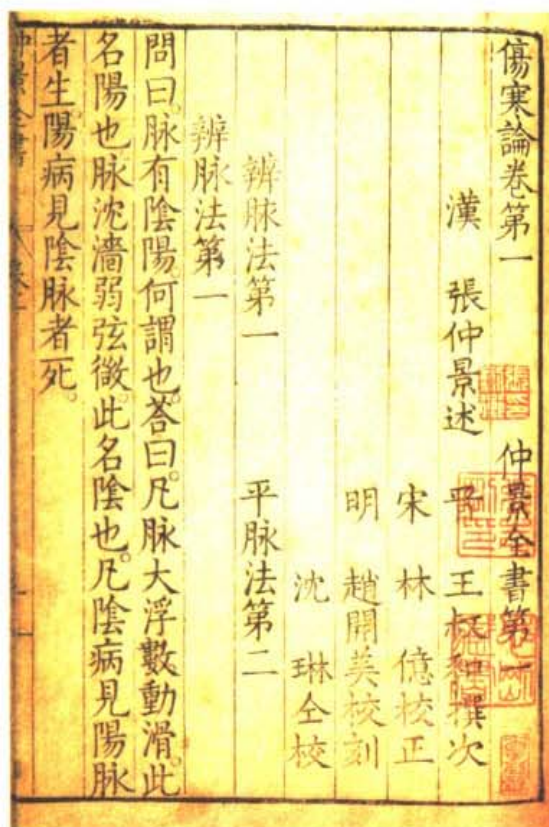 傷寒論卷第一　　仲景全書第一
漢　張仲景述　王叔和撰次
宋　林　億校正
明　趙開美校刻
沈　琳仝校
辨脉法第一　　平脉法第二
辨脉法第一
問曰。脉有陰陽。何謂也。荅曰。凡脉大浮數動滑。此
名陽也。脉沈濇弱弦微。此名陰也。凡陰病見陽脉
者生。陽病見陰脉者死。